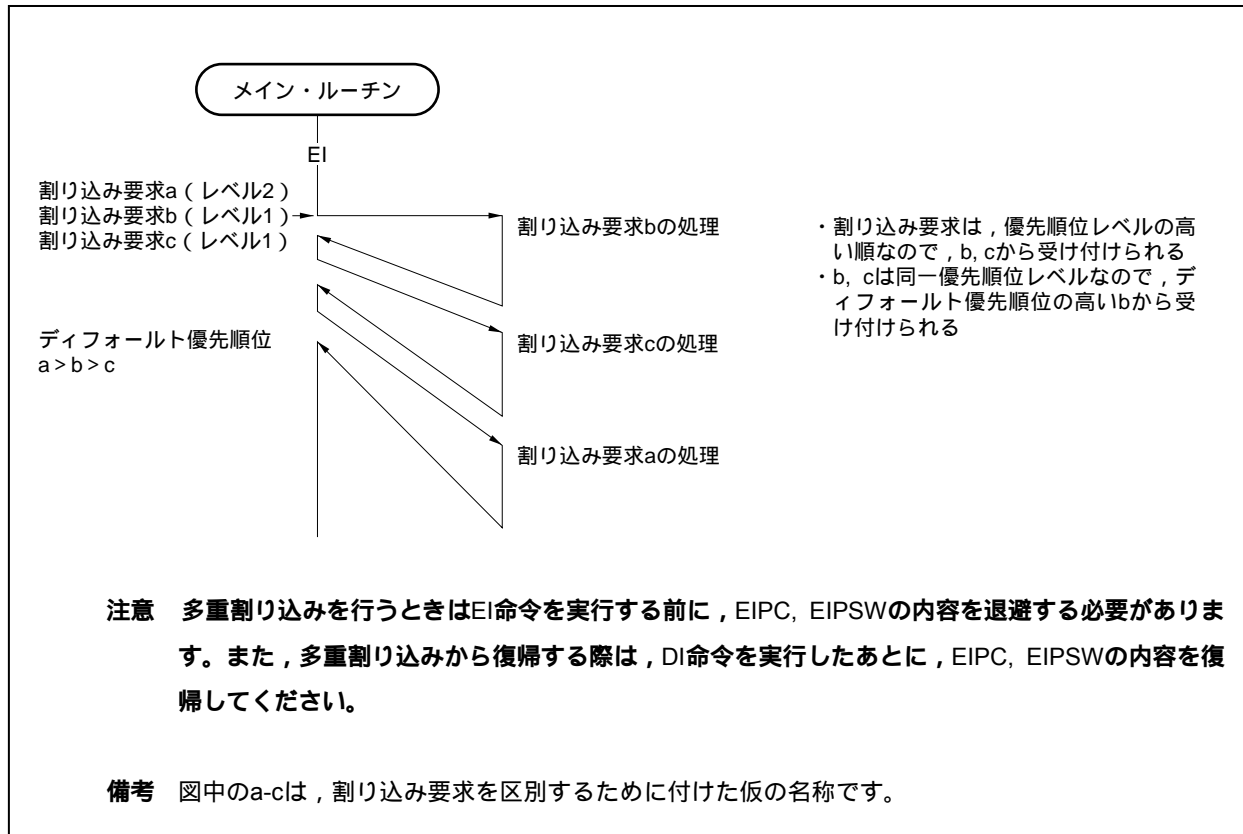 メイン・ルーチン
EI
割り込み要求a（レベル2）
割り込み要求b（レベル1）
割り込み要求c（レベル1）
割り込み要求bの処理
・割り込み要求は，優先順位レベルの高
い順なので，b, cから受け付けられる
・b, cは同一優先順位レベルなので，デ
ィフォールト優先順位の高いbから受
け付けられる
ディフォールト優先順位
a>b>c
割り込み要求cの処理
割り込み要求aの処理
注意 多重割り込みを行うときはEI命令を実行する前に，EIPC, EIPSWの内容を退避する必要がありま
す。また，多重割り込みから復帰する際は，DI命令を実行したあとに，EIPC, EIPSWの内容を復
帰してください。
備考 図中のa-cは，割り込み要求を区別するために付けた仮の名称です。